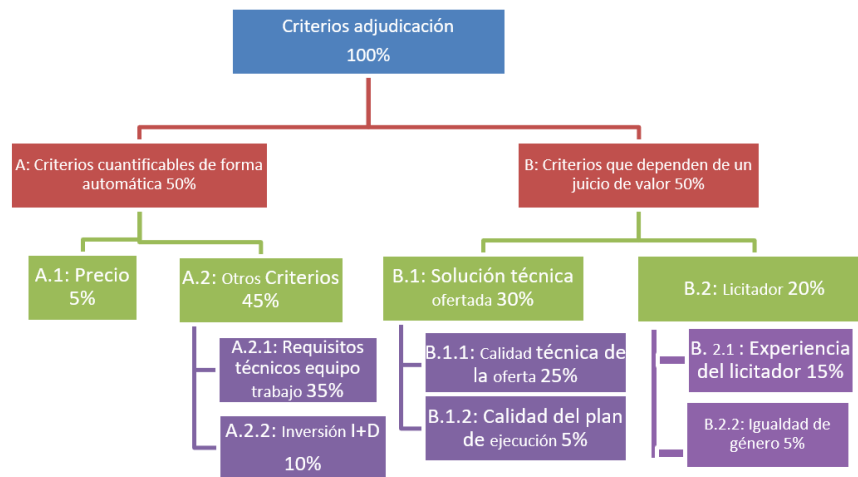 Criterios adjudicación
100%
A: Criterios cuantificables de forma
automática 50%
B: Criterios que dependen de un
juicio de valor 50%
A.1: Precio
5%
A.2: Otros Criterios
45%
B.1: Solución técnica
ofertada 30%
B.2: Licitador 20%
A.2.1: Requisitos
técnicos equipo
trabajo 35%
A.2.2: Inversión I+D
10%
B.1.1: Calidad técnica de
la oferta 25%
B.1.2: Calidad del plan
de ejecución 5%
B. 2.1 : Experiencia
del licitador 15%
B.2.2: Igualdad de
género 5%